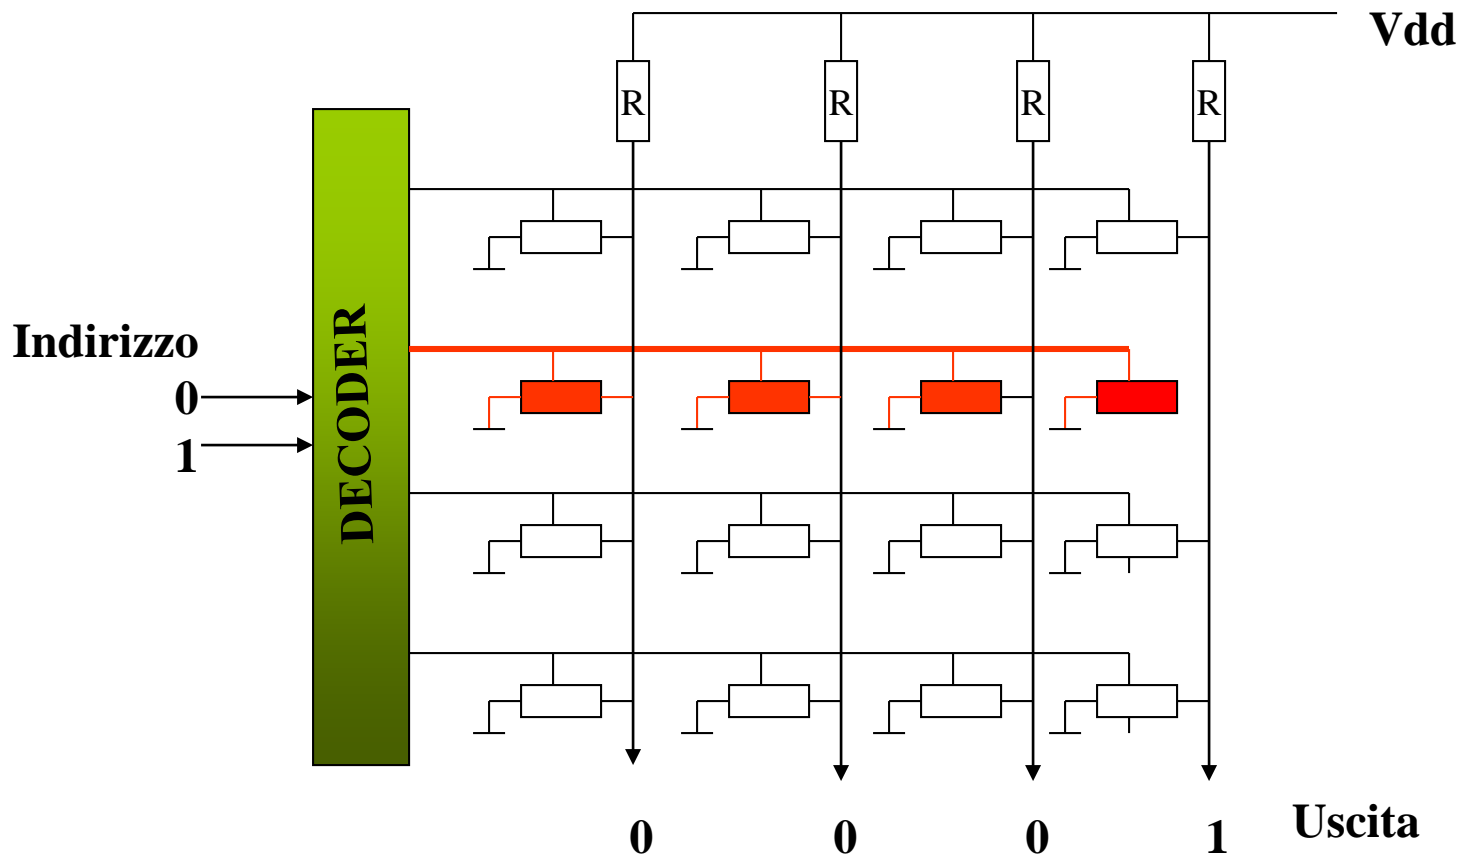 Vdd
R R R R
Indirizzo
0
1
DECODER
0 0 0 1 Uscita